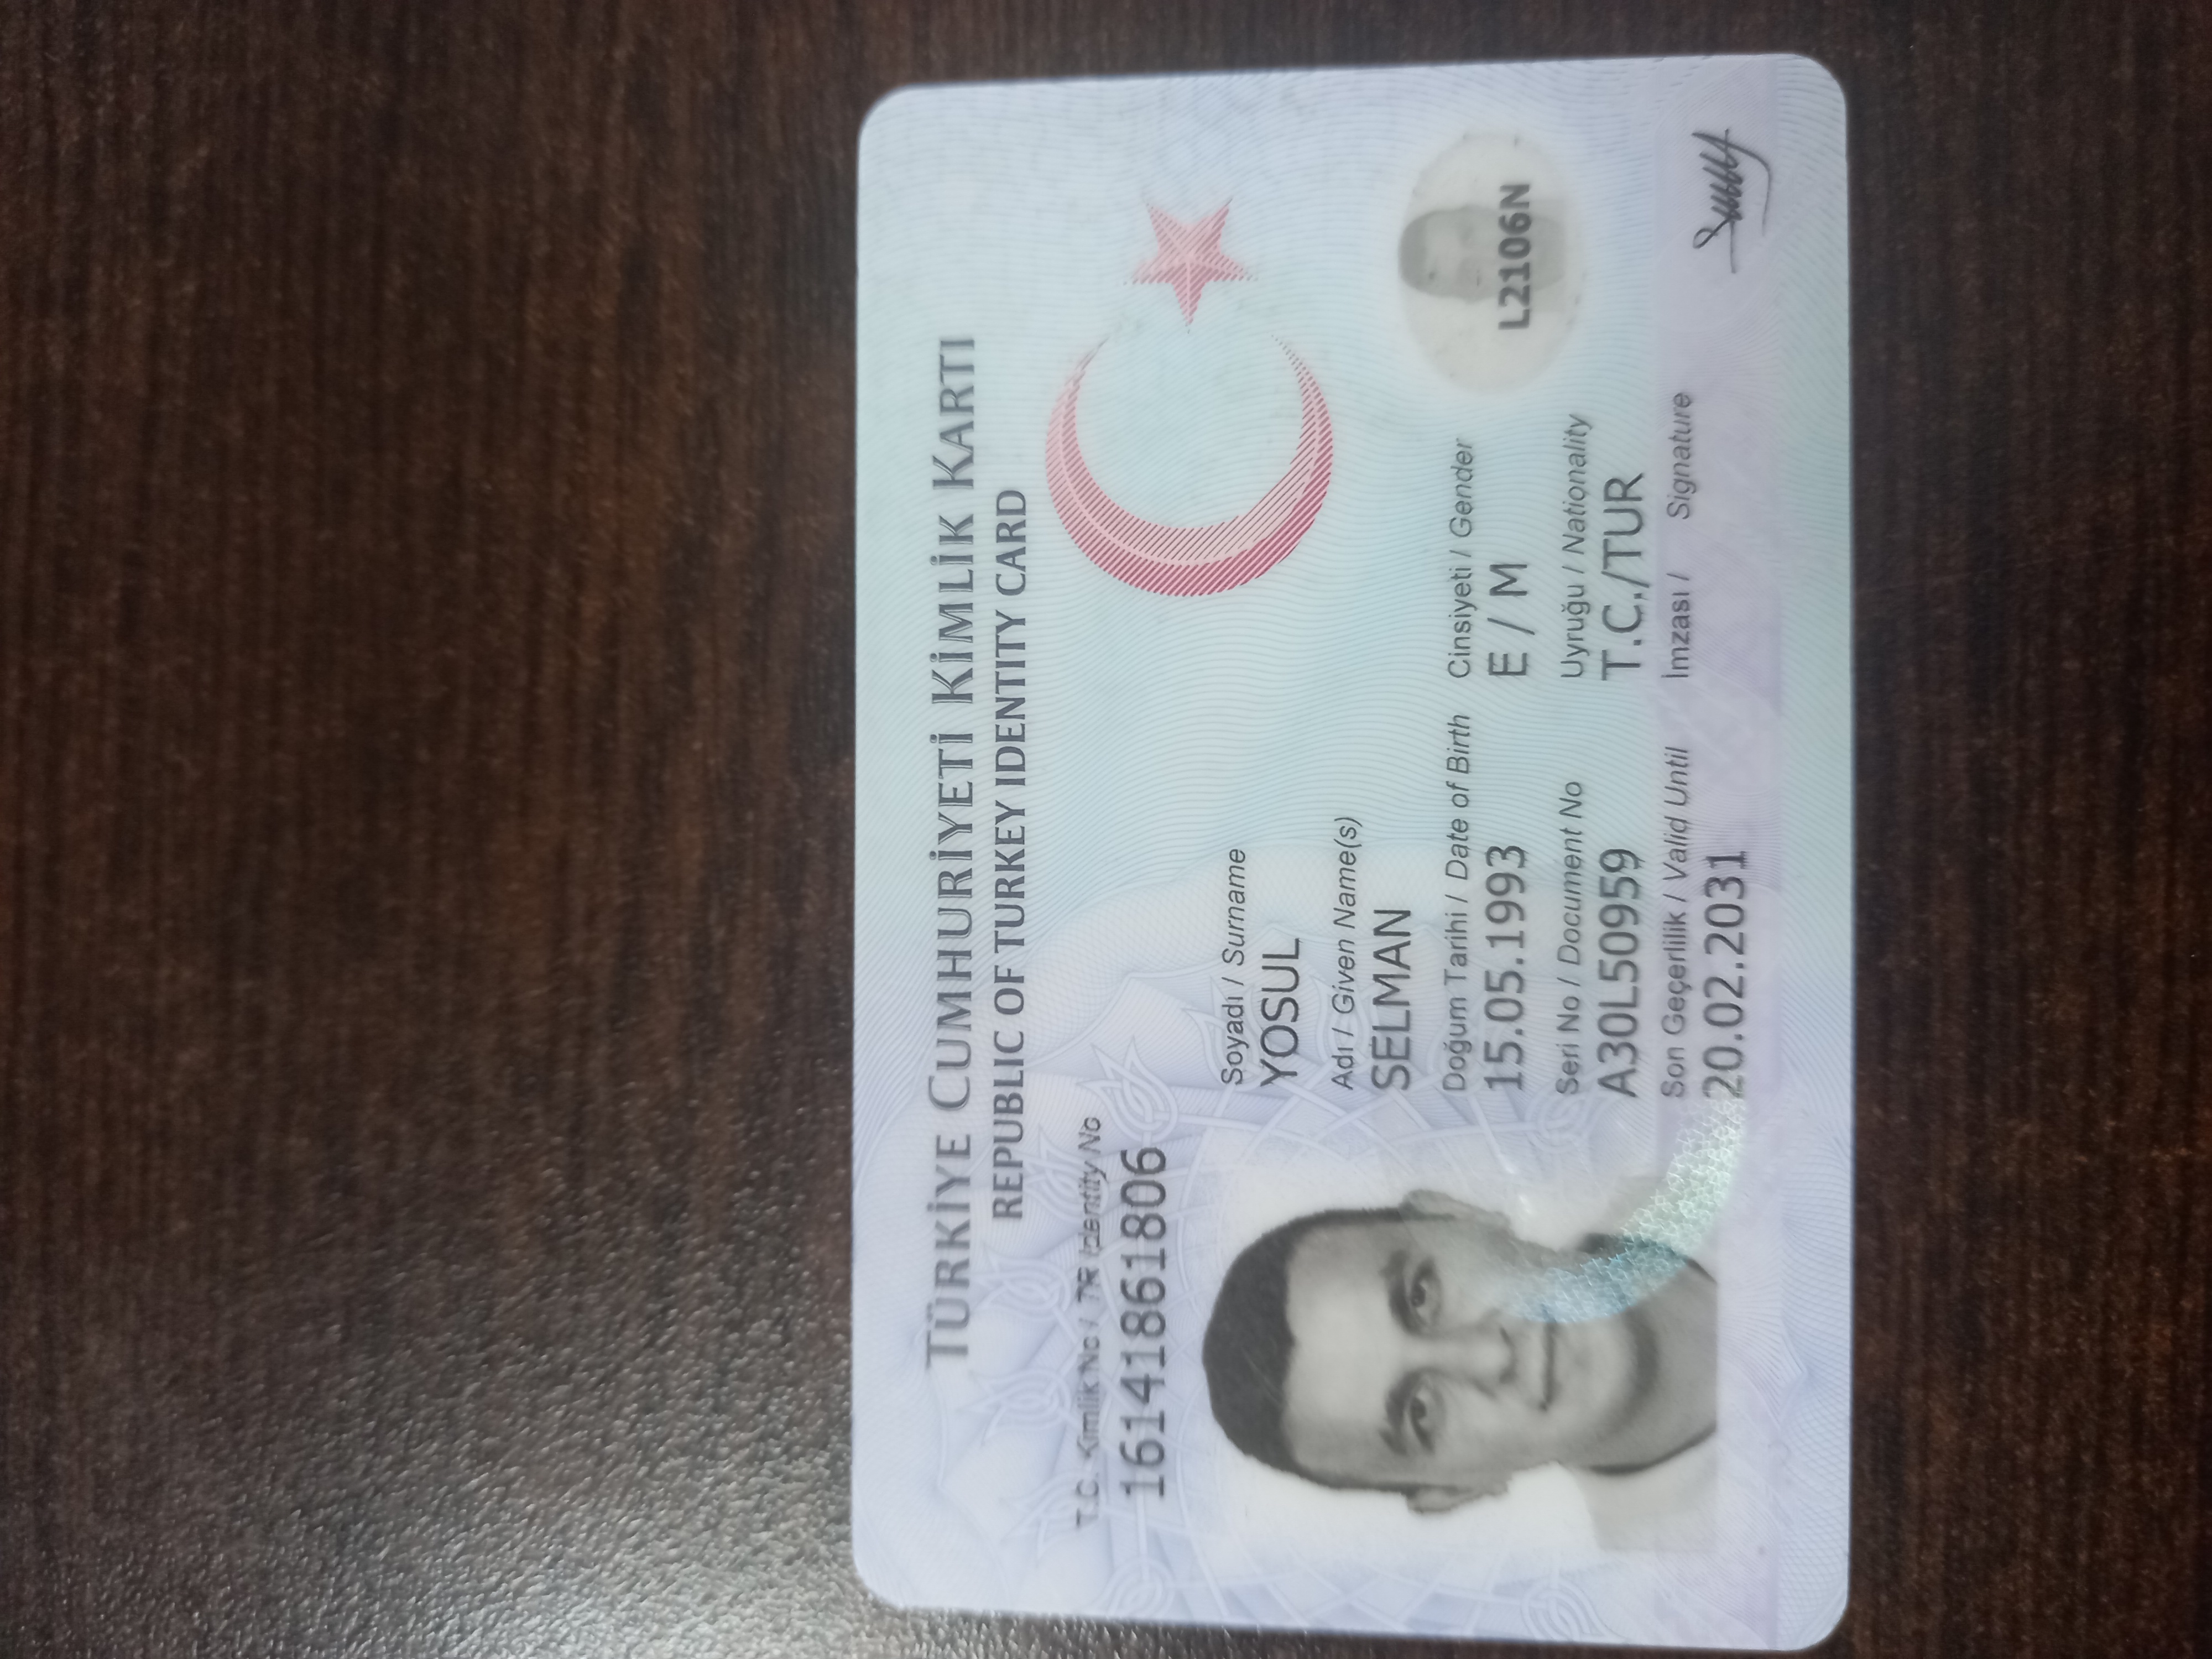 TÜRKİYE CUMHURİYETİ KİMLİK KARTI
REPUBLIC OF TURKEY IDENTITY CARD
T.C. Kimlik No / TR Identity No
16141861806
Soyadı / Surname
YOSUL
Adı / Given Name(s)
SELMAN
Doğum Tarihi / Date of Birth
15.05.1993
Cinsiyeti / Gender
E / M
L2106N
Seri No / Document No
A30L50959
Uyruğu / Nationality
T.C./TUR
Son Geçerlilik / Valid Until
20.02.2031
İmzası / Signature